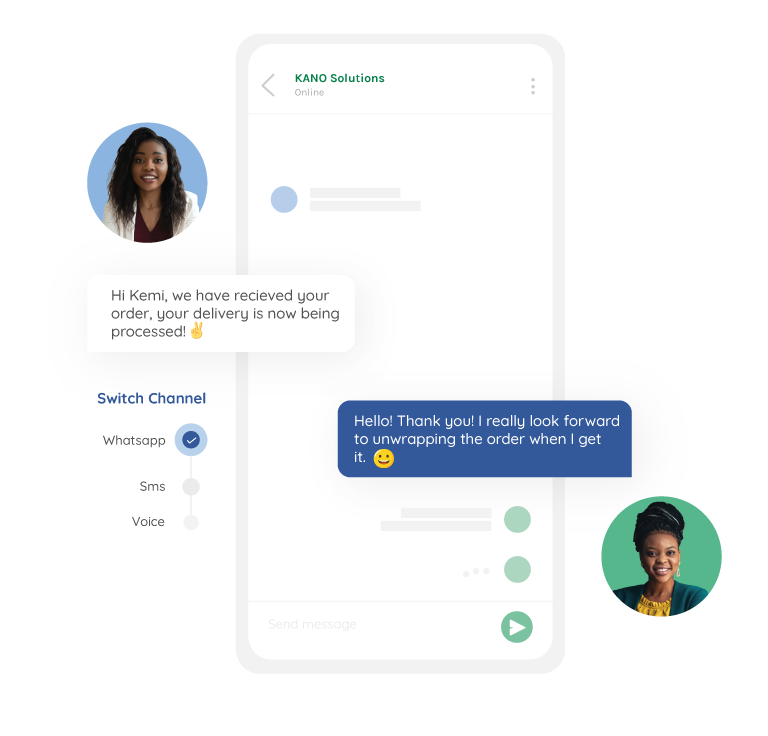 KANO Solutions
Online
Hi Kemi, we have recieved your
order, your delivery is now being
processed! ✌
Switch Channel
Whatsapp
Sms
Voice
Hello! Thank you! I really look forward
to unwrapping the order when I get
it. 😀
Send message